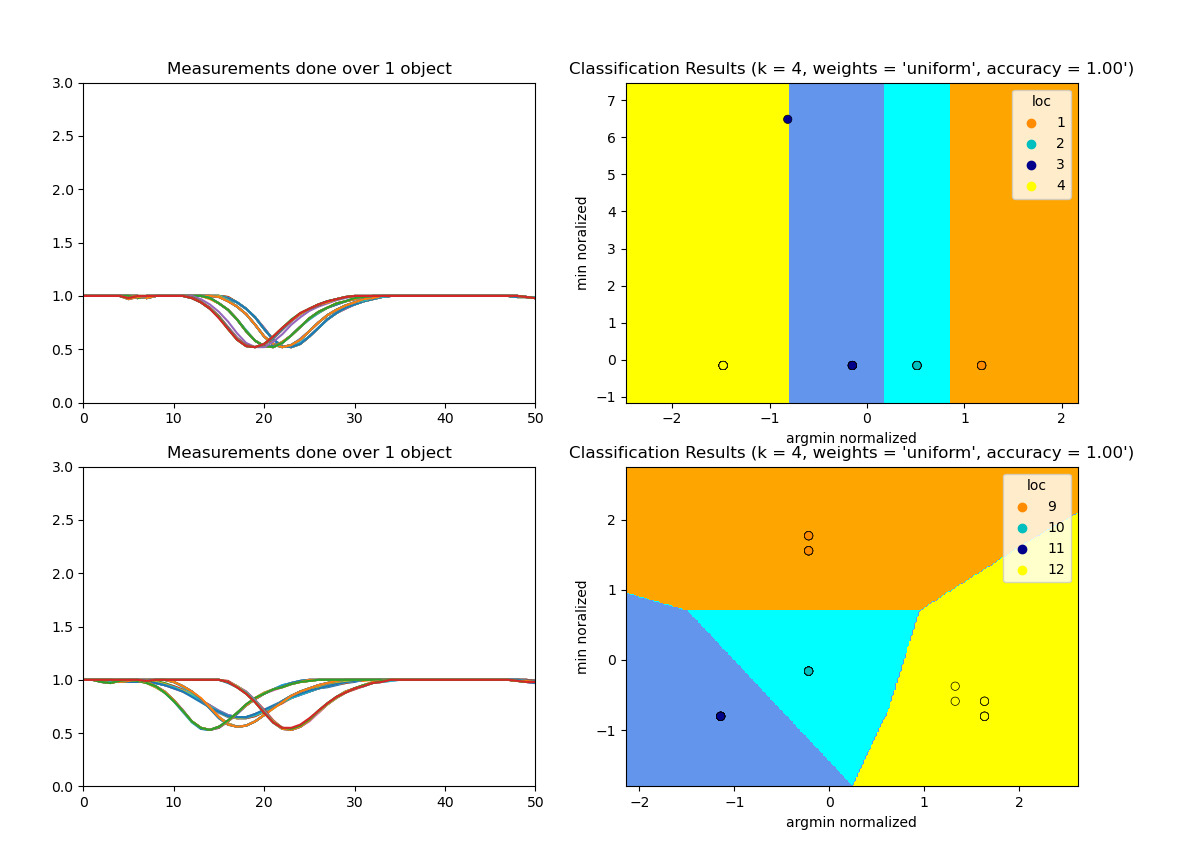 Measurements done over 1 object
3.0
2.5
2.0
1.5
1.0
0.5
0.0
0 10 20 30 40 50
Classification Results (k = 4, weights = 'uniform', accuracy = 1.00')
min noralized
7
6
5
4
3
2
1
0
−1
−2 −1 0 1 2
argmin normalized
loc
1
2
3
4
Measurements done over 1 object
3.0
2.5
2.0
1.5
1.0
0.5
0.0
0 10 20 30 40 50
Classification Results (k = 4, weights = 'uniform', accuracy = 1.00')
min noralized
2
1
0
−1
−2 −1 0 1 2
argmin normalized
loc
9
10
11
12